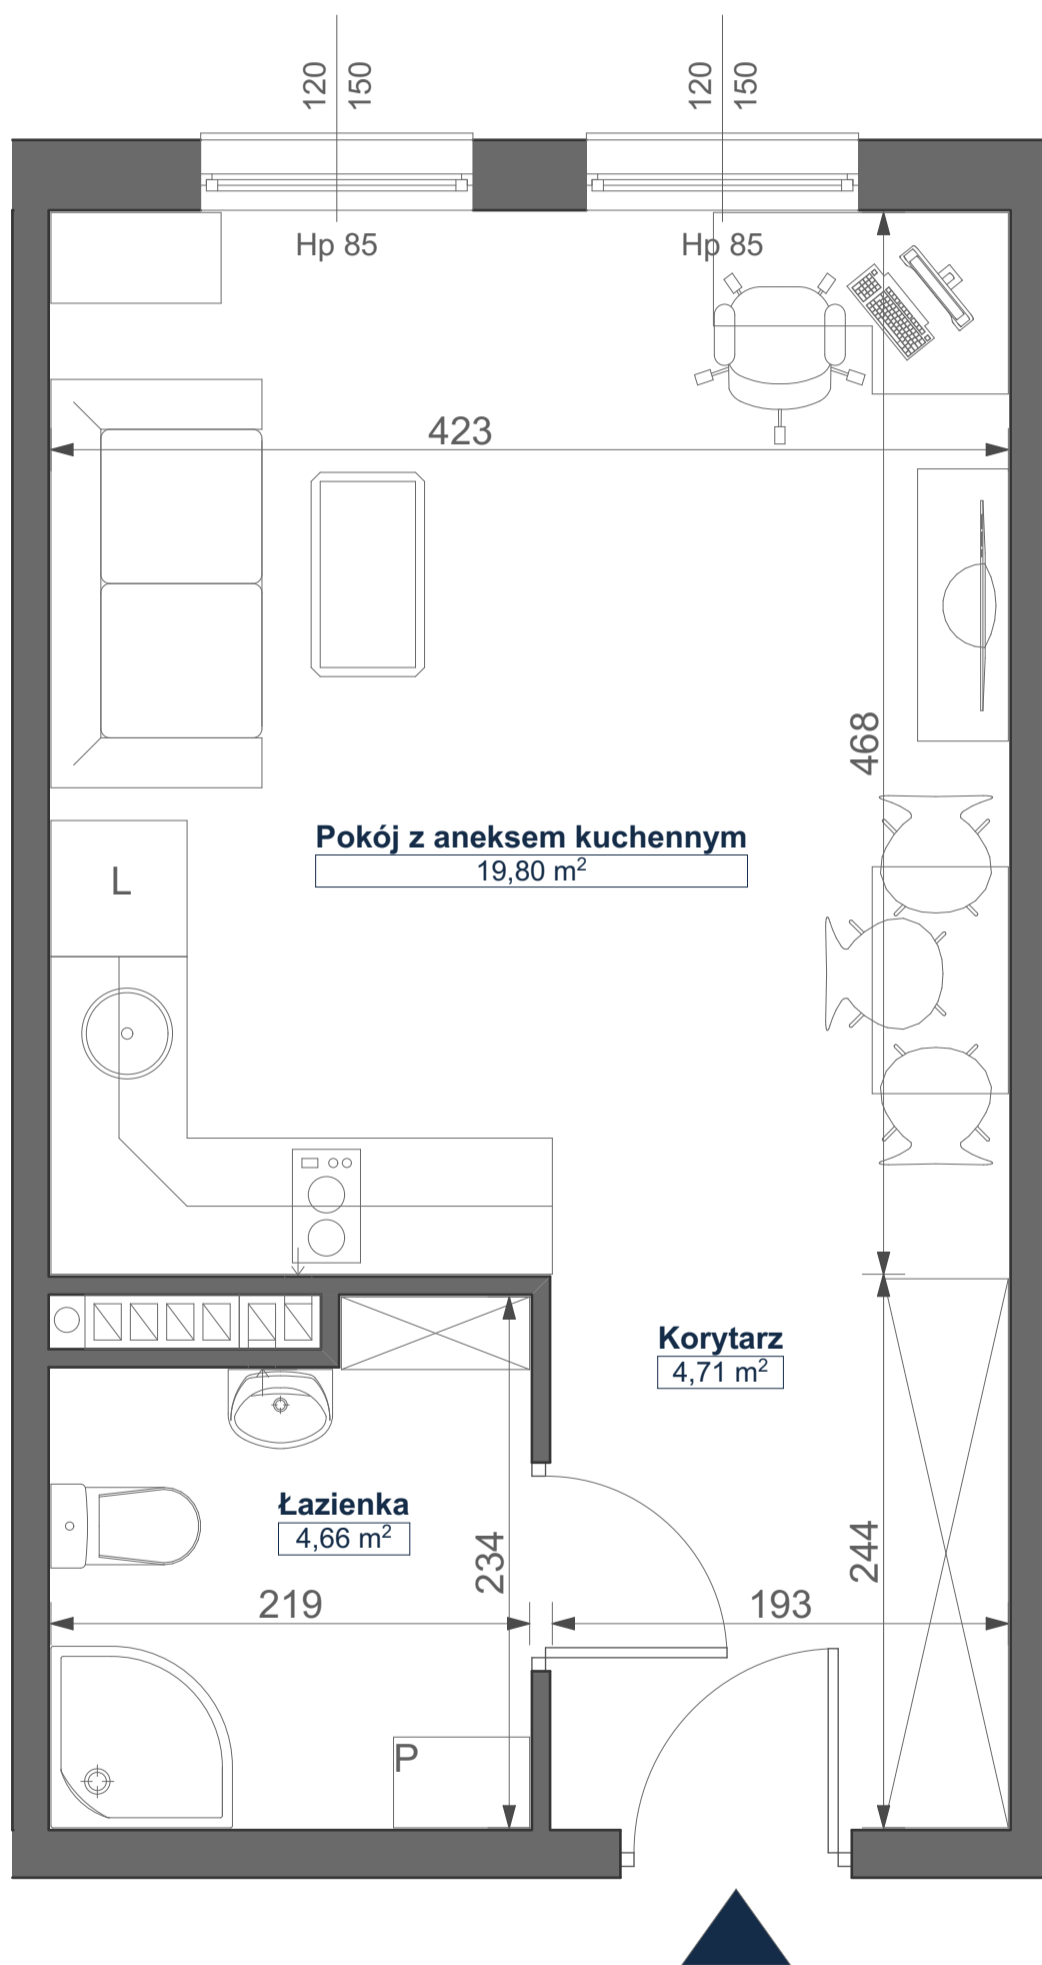 120
150
120
150
Hp 85
Hp 85
423
468
Pokój z aneksem kuchennym
19,80 m²
L
Korytarz
4,71 m²
Łazienka
4,66 m²
234
244
219
193
P